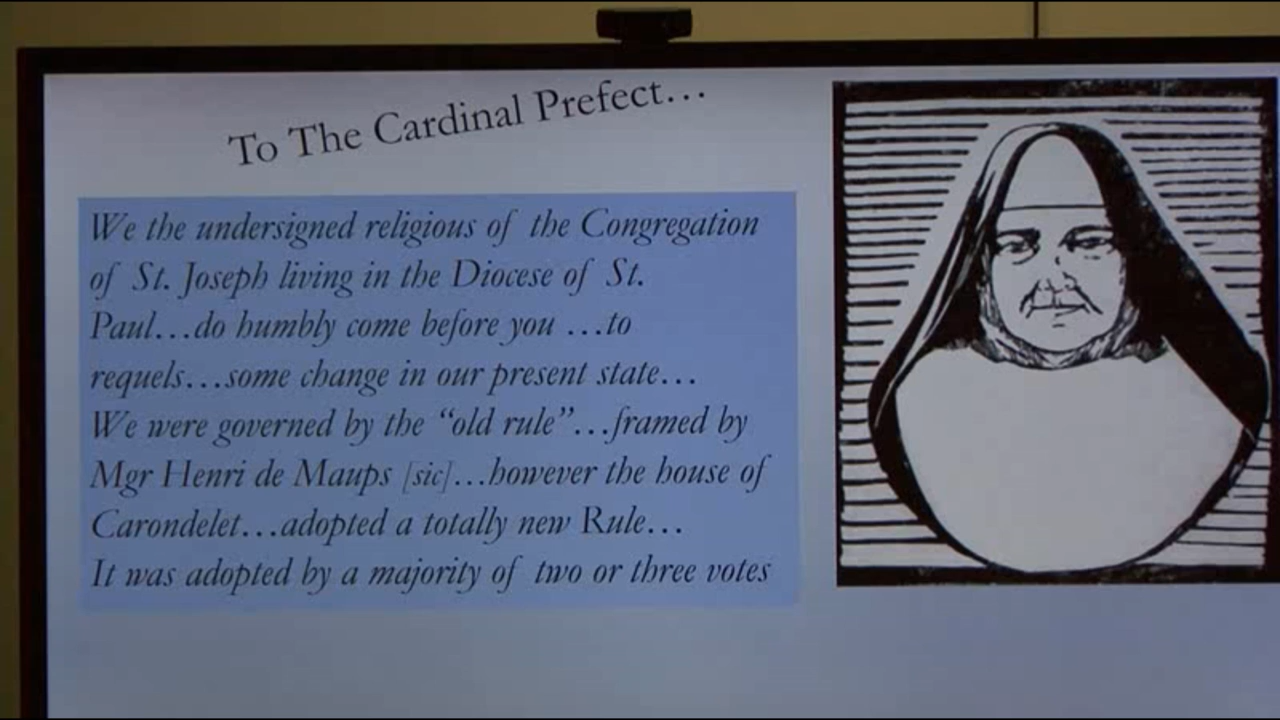 To The Cardinal Prefect…
We the undersigned religious of the Congregation
of St. Joseph living in the Diocese of St.
Paul…do humbly come before you …to
requels…some change in our present state…
We were governed by the “old rule”…framed by
Mgr Henri de Maups [sic]…however the house of
Carondelet…adopted a totally new Rule…
It was adopted by a majority of two or three votes